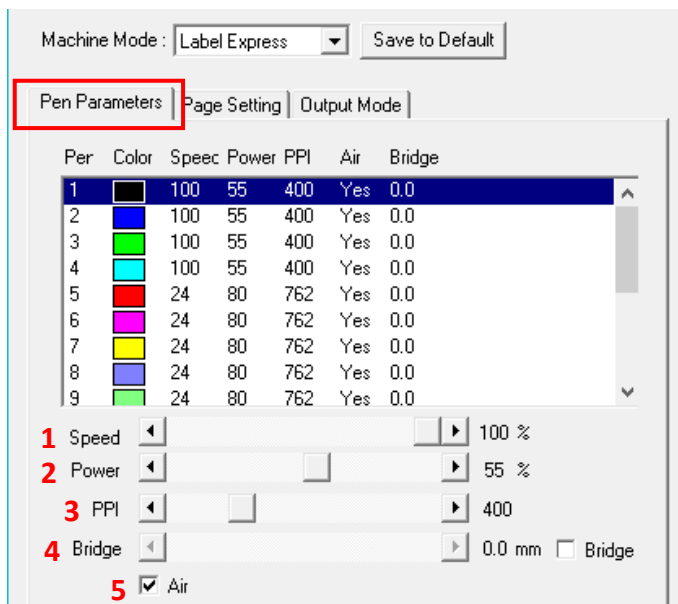 Machine Mode : Label Express Save to Default
Pen Parameters Page Setting Output Mode
Per Color Speec Power PPI Air Bridge
1 100 55 400 Yes 0.0
2 100 55 400 Yes 0.0
3 100 55 400 Yes 0.0
4 100 55 400 Yes 0.0
5 24 80 762 Yes 0.0
6 24 80 762 Yes 0.0
7 24 80 762 Yes 0.0
8 24 80 762 Yes 0.0
9 24 80 762 Yes 0.0
1 Speed 100 %
2 Power 55 %
3 PPI 400
4 Bridge 0.0 mm Bridge
5 Air